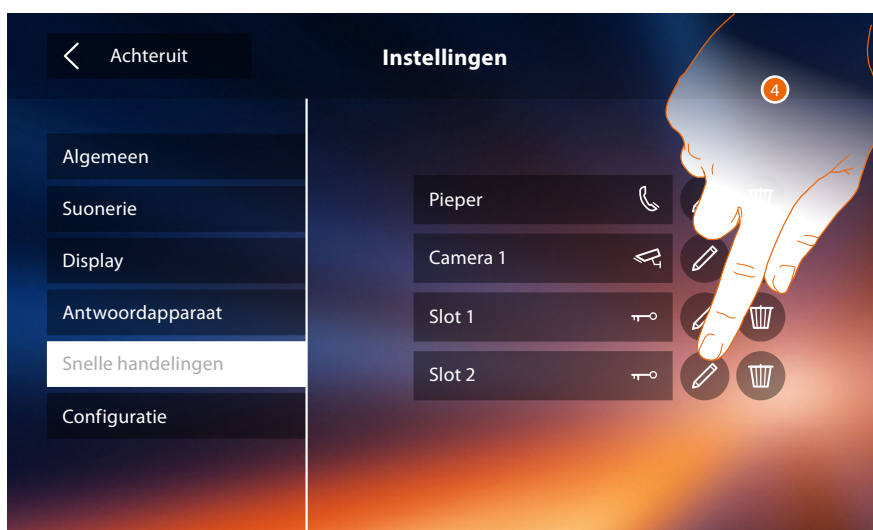 Achteruit
Instellingen
4
Algemeen
Suonerie
Display
Antwoordapparaat
Snelle handelingen
Configuratie
Pieper
Camera 1
Slot 1
Slot 2